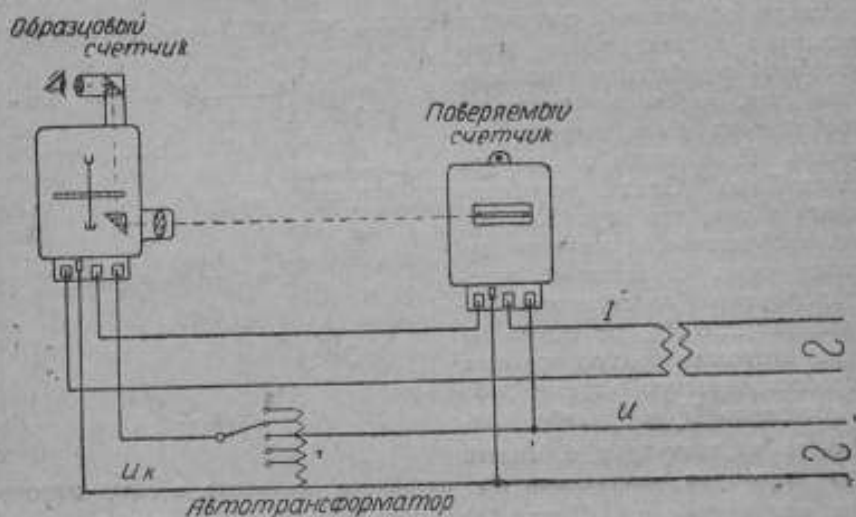 Образцовый
счетчик
Поверяемый
счетчик
I
U
Uк
Автотрансформатор